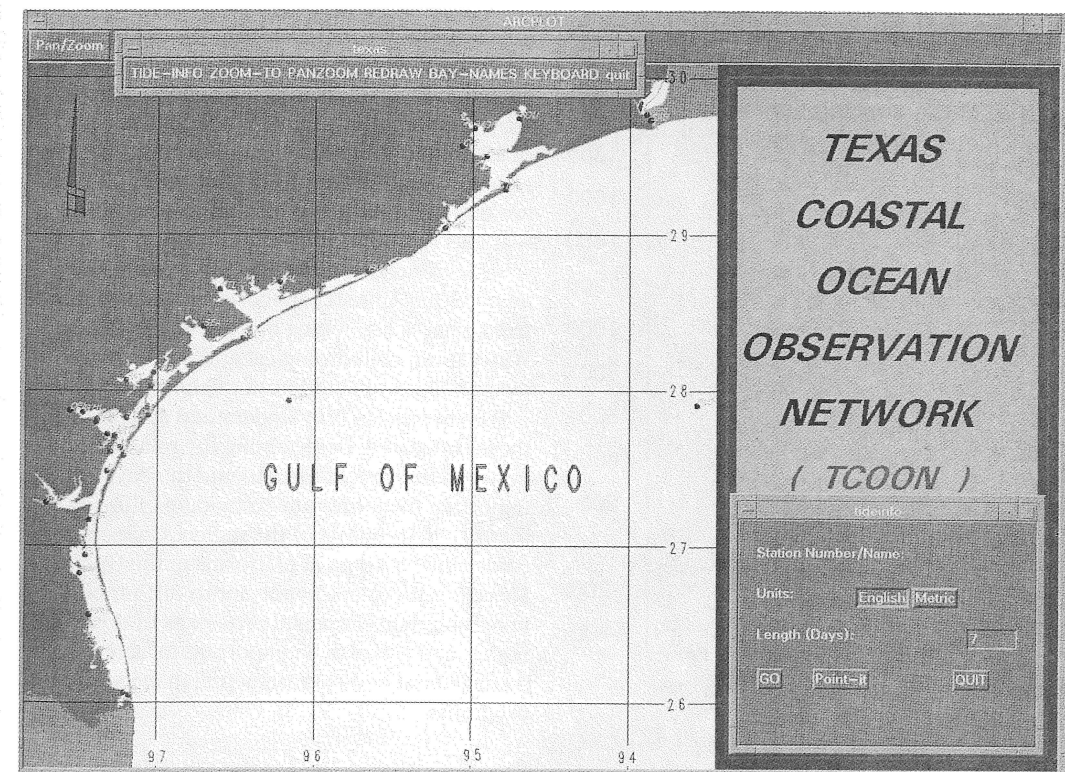 ARCPLOT
Pan/Zoom
texas
TIDE-INFO ZOOM-TO PANZOOM REDRAW BAY-NAMES KEYBOARD quit
30
29
28
27
26
97
96
95
94
GULF OF MEXICO
TEXAS
COASTAL
OCEAN
OBSERVATION
NETWORK
( TCOON )
tideinfo
Station Number/Name:
Units: English Metric
Length (Days): 7
GO Point-it QUIT